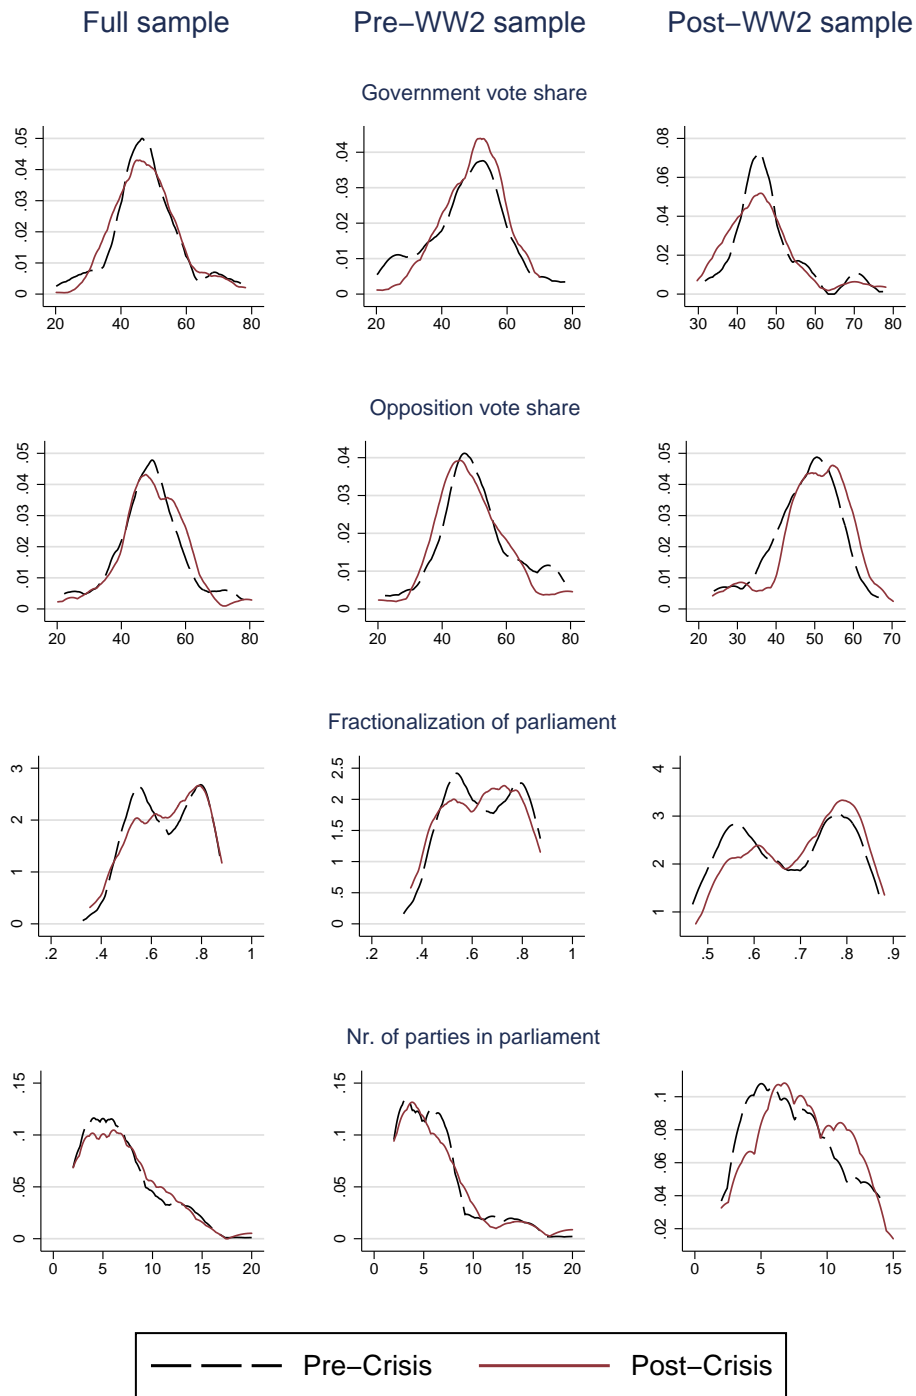 Full sample Pre−WW2 sample Post−WW2 sample
Government vote share
0 .01 .02 .03 .04 .05
20 40 60 80
0 .01 .02 .03 .04
20 40 60 80
0 .02 .04 .06 .08
30 40 50 60 70 80
Opposition vote share
0 .01 .02 .03 .04 .05
20 40 60 80
0 .01 .02 .03 .04
20 40 60 80
0 .01 .02 .03 .04 .05
20 30 40 50 60 70
Fractionalization of parliament
0 1 2 3
.2 .4 .6 .8 1
0 .5 1 1.5 2 2.5
.2 .4 .6 .8 1
1 2 3 4
.5 .6 .7 .8 .9
Nr. of parties in parliament
0 .05 .1 .15
0 5 10 15 20
0 .05 .1 .15
0 5 10 15 20
.02 .04 .06 .08 .1
0 5 10 15
Pre−Crisis Post−Crisis